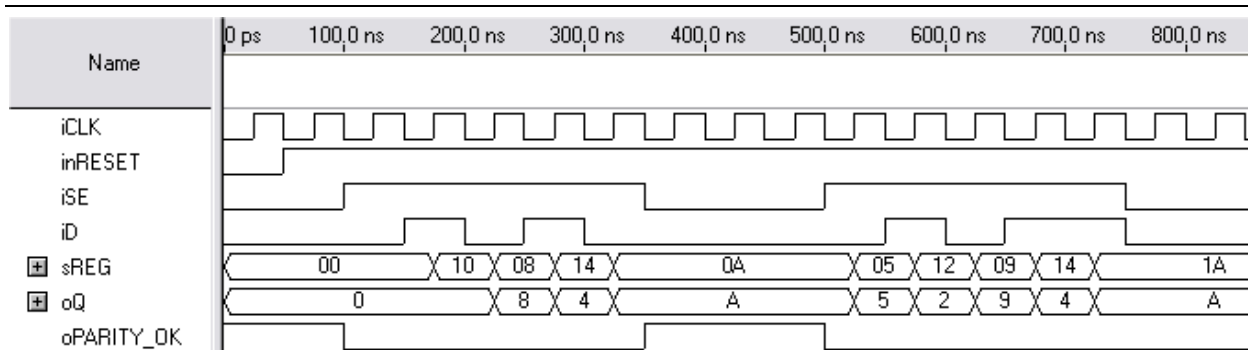 Name
0 ps 100,0 ns 200,0 ns 300,0 ns 400,0 ns 500,0 ns 600,0 ns 700,0 ns 800,0 ns
iCLK
inRESET
iSE
iD
sREG 00 10 08 14 0A 05 12 09 14 1A
oQ 0 8 4 A 5 2 9 4 A
oPARITY_OK